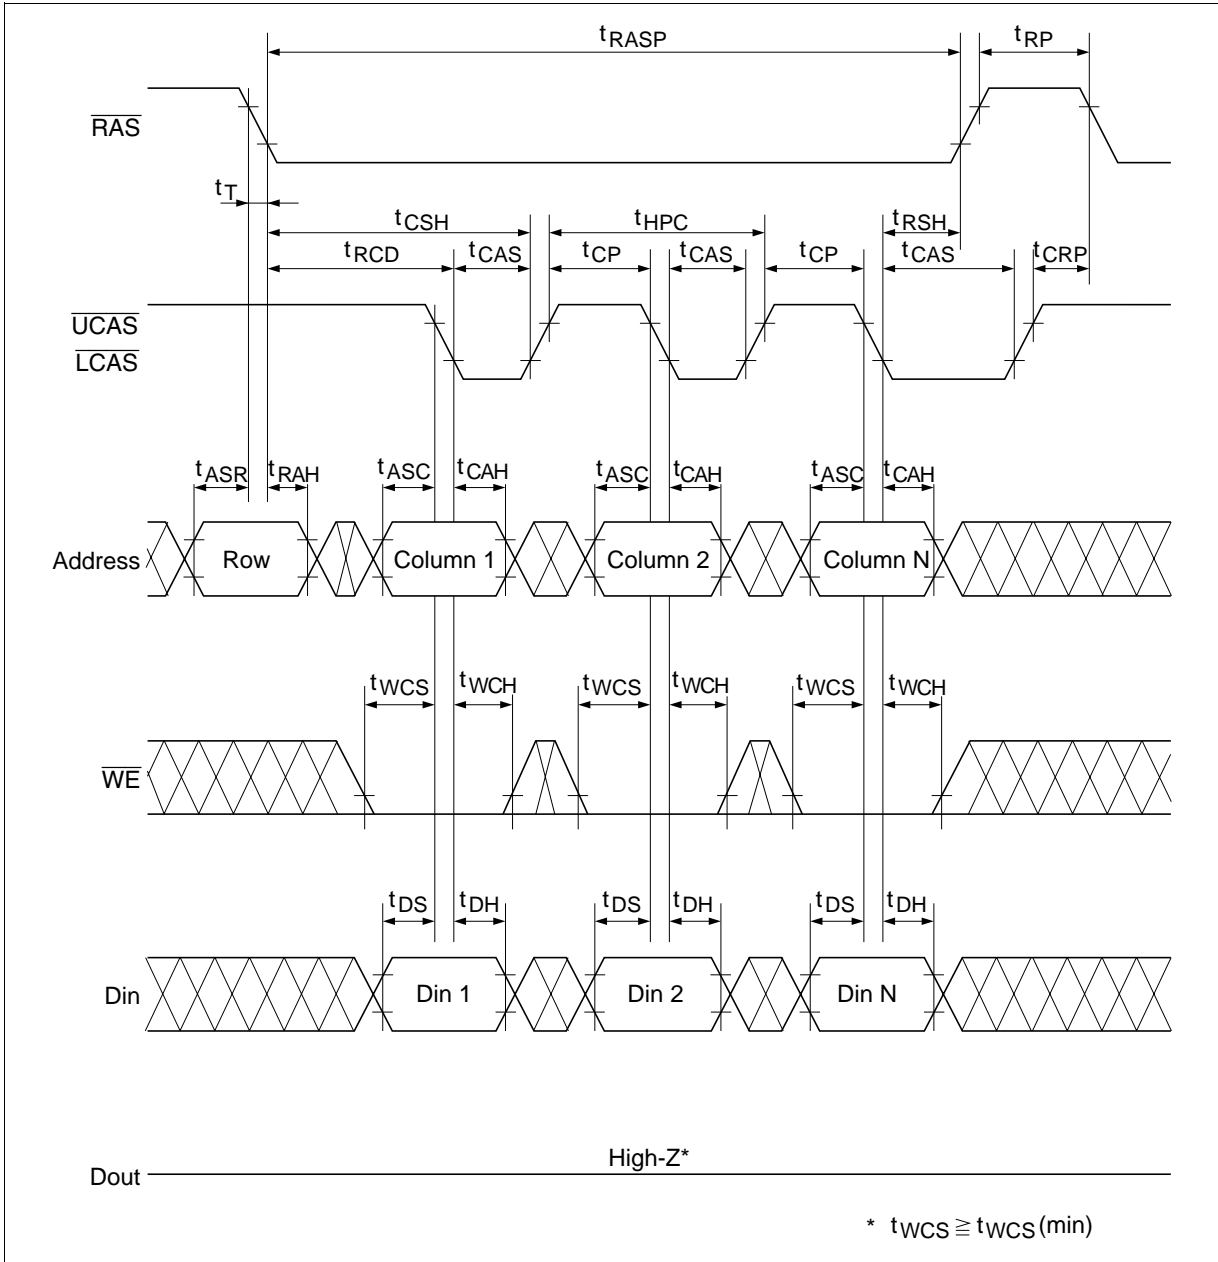 tRASP tRP
RAS
tT
tCSH tHPC tRSH
tRCD tCAS tCP tCAS tCP tCAS tCRP
UCAS
LCAS
tASR tRAH tASC tCAH tASC tCAH tASC tCAH
Address Row Column 1 Column 2 Column N
tWCS tWCH tWCS tWCH tWCS tWCH
WE
tDS tDH tDS tDH tDS tDH
Din Din 1 Din 2 Din N
High-Z*
Dout
* tWCS ≧ tWCS (min)